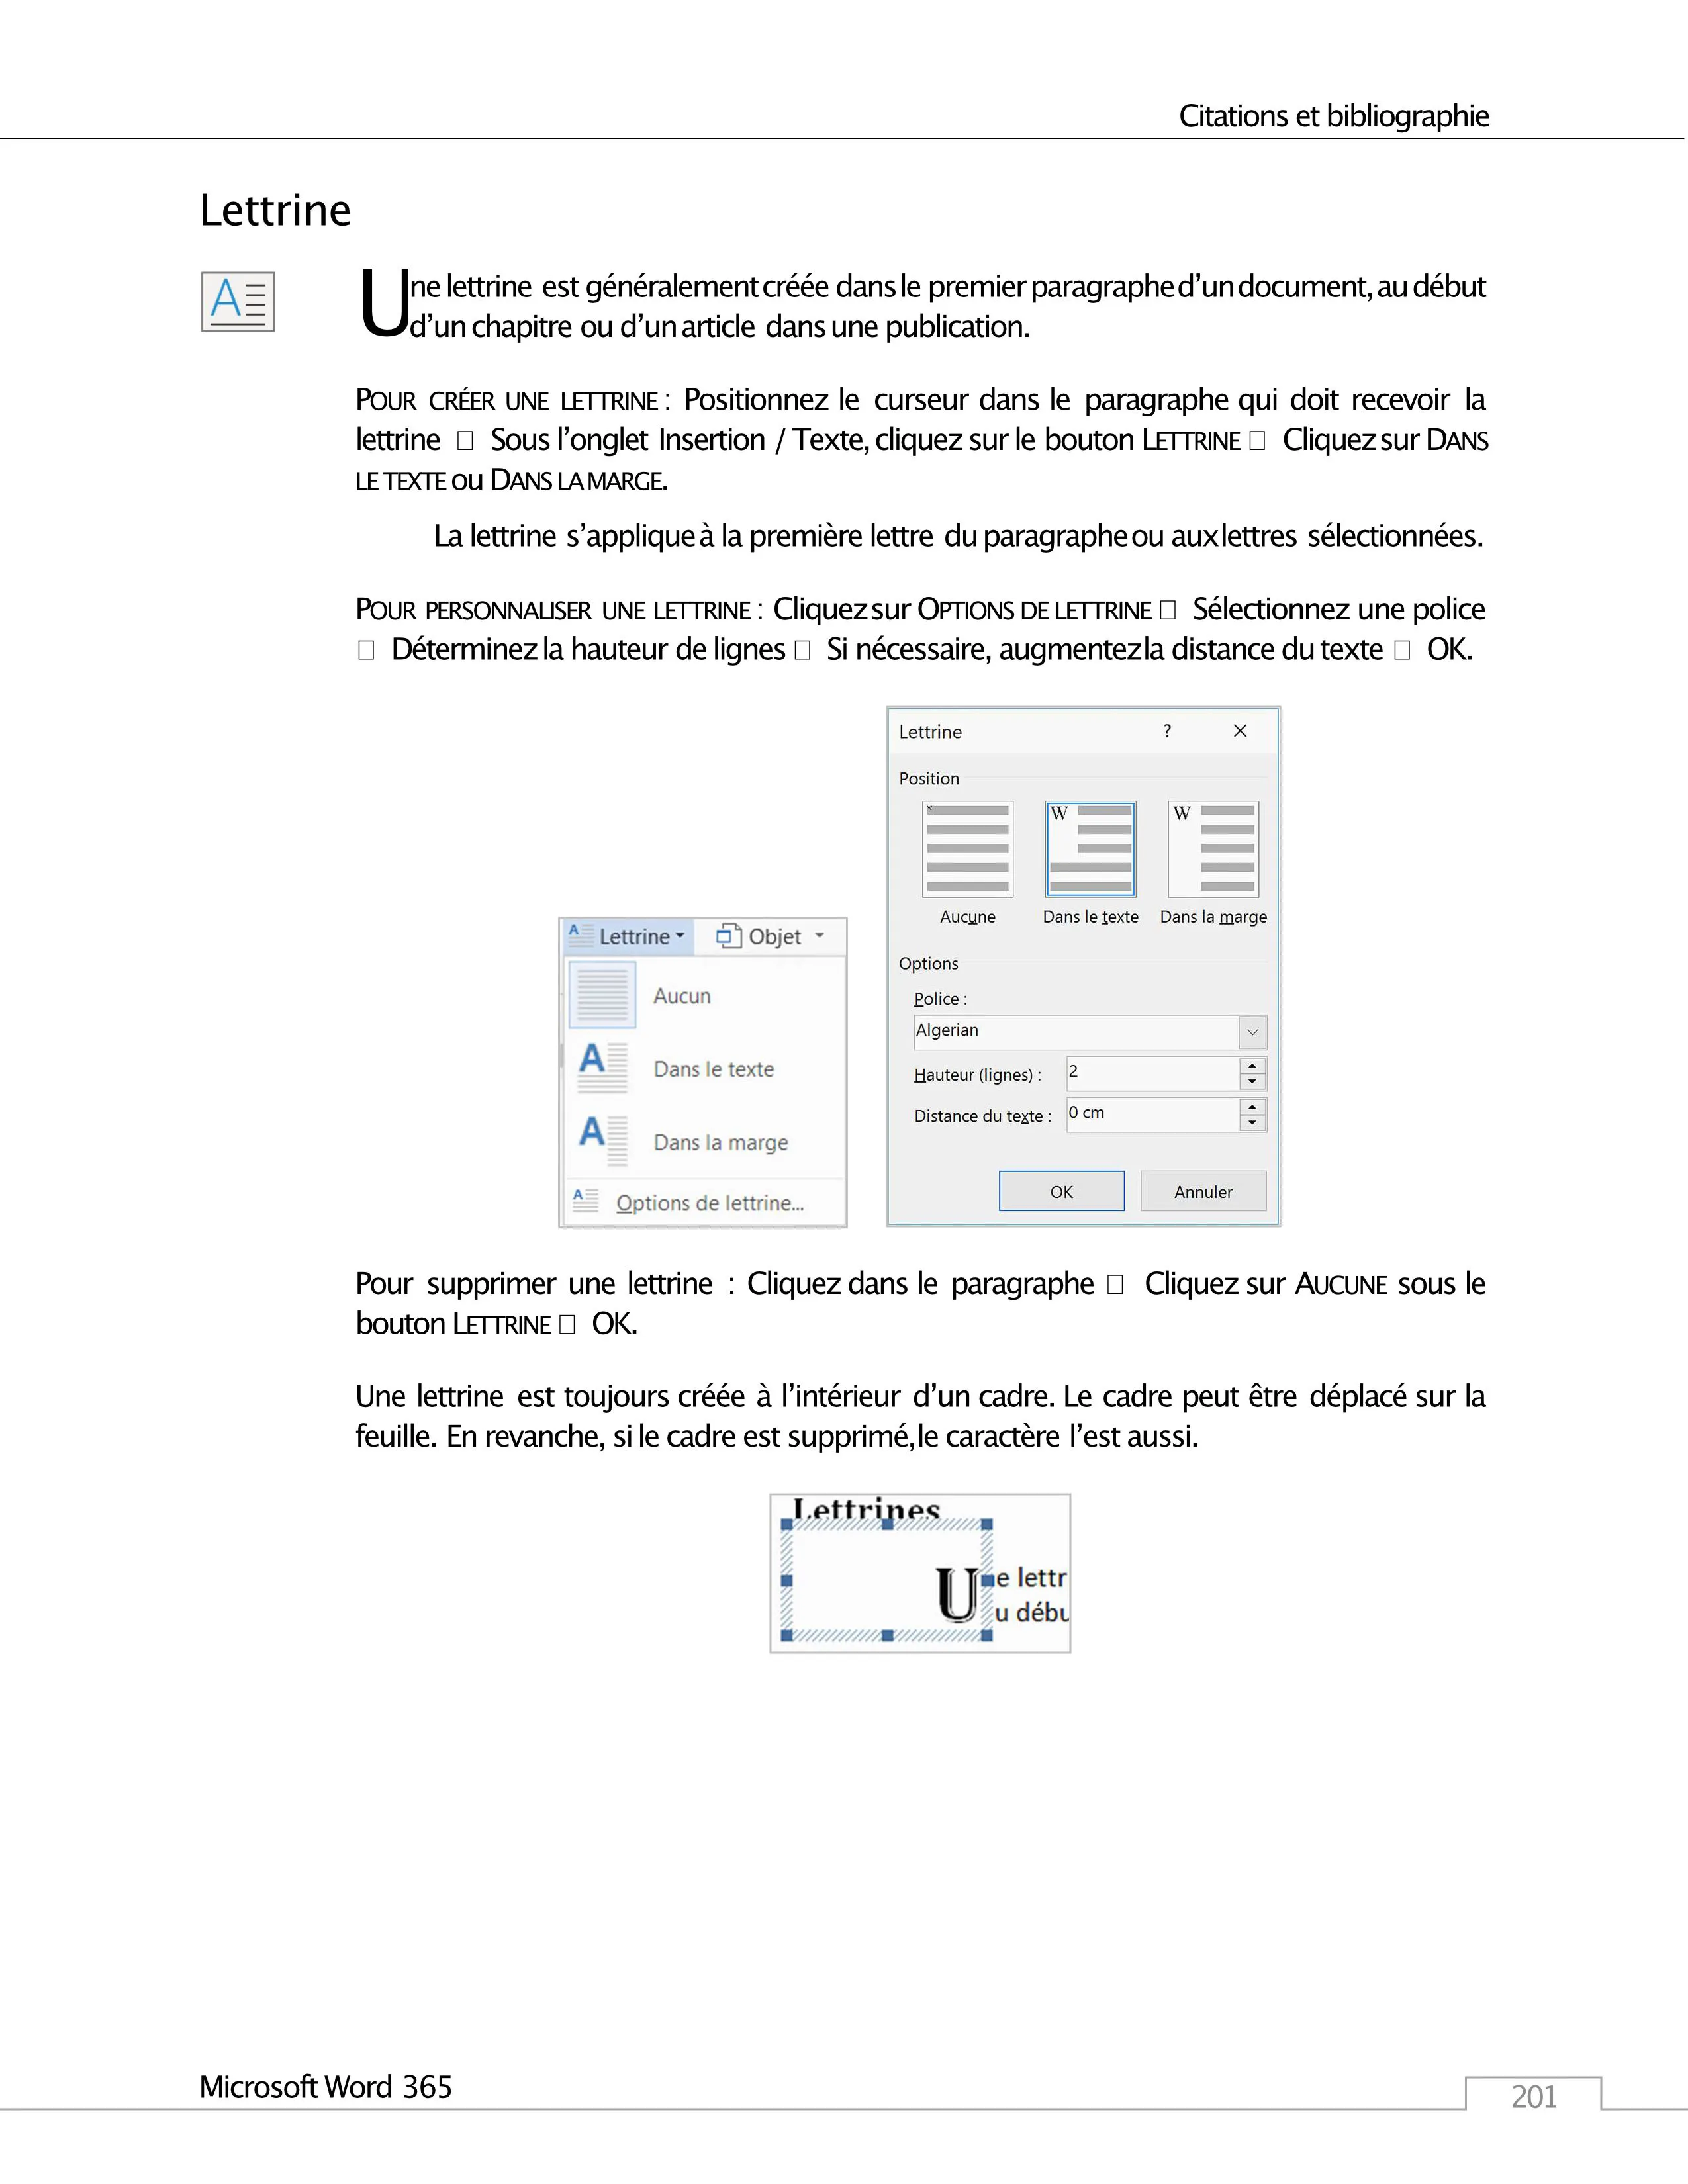 Citations et bibliographie
Lettrine
Une lettrine est généralement créée dans le premier paragraphe d’un document, au début
d’un chapitre ou d’un article dans une publication.
POUR CRÉER UNE LETTRINE : Positionnez le curseur dans le paragraphe qui doit recevoir la
lettrine □ Sous l’onglet Insertion / Texte, cliquez sur le bouton LETTRINE □ Cliquez sur DANS
LE TEXTE ou DANS LA MARGE.
La lettrine s’applique à la première lettre du paragraphe ou aux lettres sélectionnées.
POUR PERSONNALISER UNE LETTRINE : Cliquez sur OPTIONS DE LETTRINE □ Sélectionnez une police
□ Déterminez la hauteur de lignes □ Si nécessaire, augmentez la distance du texte □ OK.
Lettrine Objet
Aucun
Dans le texte
Dans la marge
Options de lettrine...
Lettrine ? ×
Position
W W
Aucune Dans le texte Dans la marge
Options
Police :
Algerian
Hauteur (lignes) : 2
Distance du texte : 0 cm
OK Annuler
Pour supprimer une lettrine : Cliquez dans le paragraphe □ Cliquez sur AUCUNE sous le
bouton LETTRINE □ OK.
Une lettrine est toujours créée à l’intérieur d’un cadre. Le cadre peut être déplacé sur la
feuille. En revanche, si le cadre est supprimé, le caractère l’est aussi.
Lettrines
U e lettr
u débu
Microsoft Word 365
201